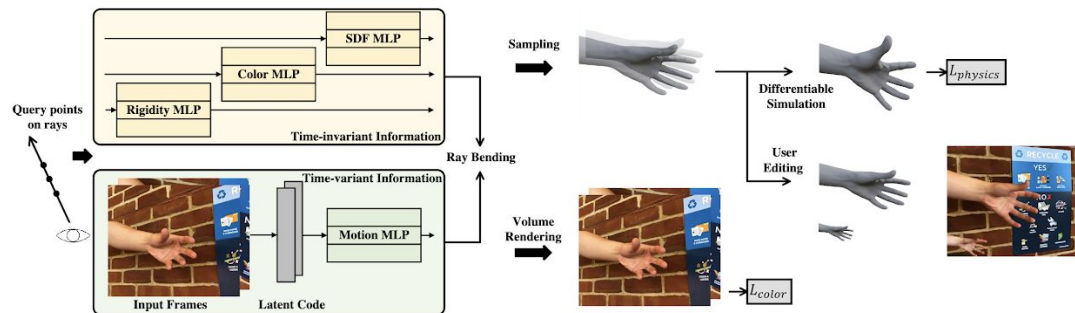 SDF MLP
Color MLP
Rigidity MLP
Time-invariant Information
Query points
on rays
Time-variant Information
Motion MLP
Input Frames
Latent Code
Ray Bending
Sampling
Volume
Rendering
Differentiable
Simulation
L_physics
User
Editing
L_color
RECYCLE
YES